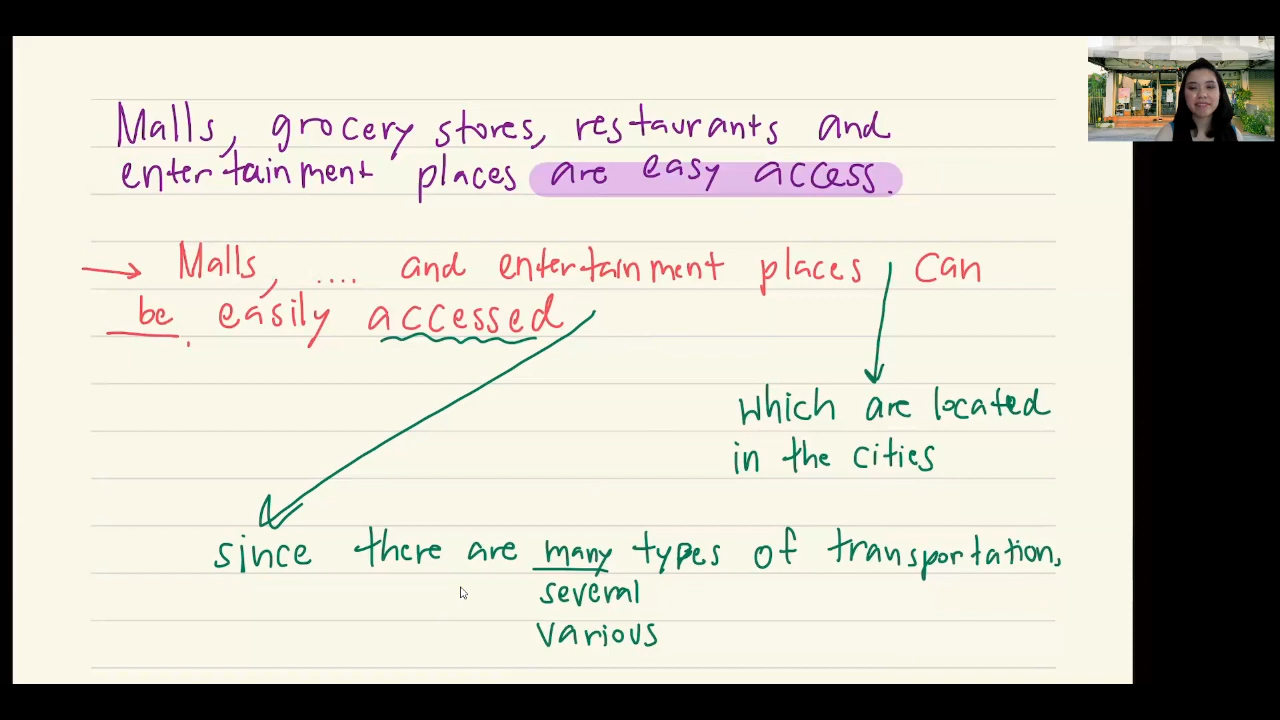 Malls, grocery stores, restaurants and
entertainment places are easy access.
→ Malls, .... and entertainment places can
be easily accessed.
which are located
in the cities
since there are many types of transportation.
several
various